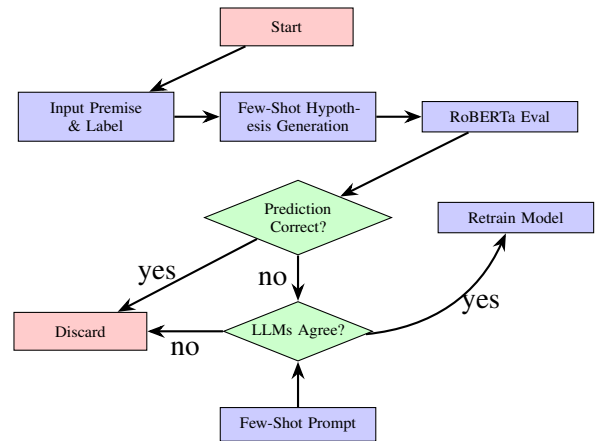 Start
Input Premise
& Label
Few-Shot Hypoth-
esis Generation
RoBERTa Eval
Prediction
Correct?
Retrain Model
yes
no
yes
Discard
no
LLMs Agree?
Few-Shot Prompt